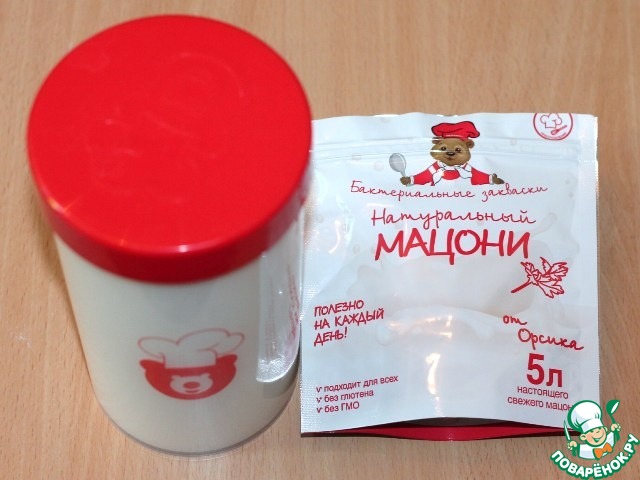 Бактериальные закваски
Натуральный
МАЦОНИ
ПОЛЕЗНО
НА КАЖДЫЙ
ДЕНЬ!
от
Орсика
5л
настоящего
свежего мацони
√ подходит для всех
√ без глютена
√ без ГМО
ПОВАРЁНОК.РУ